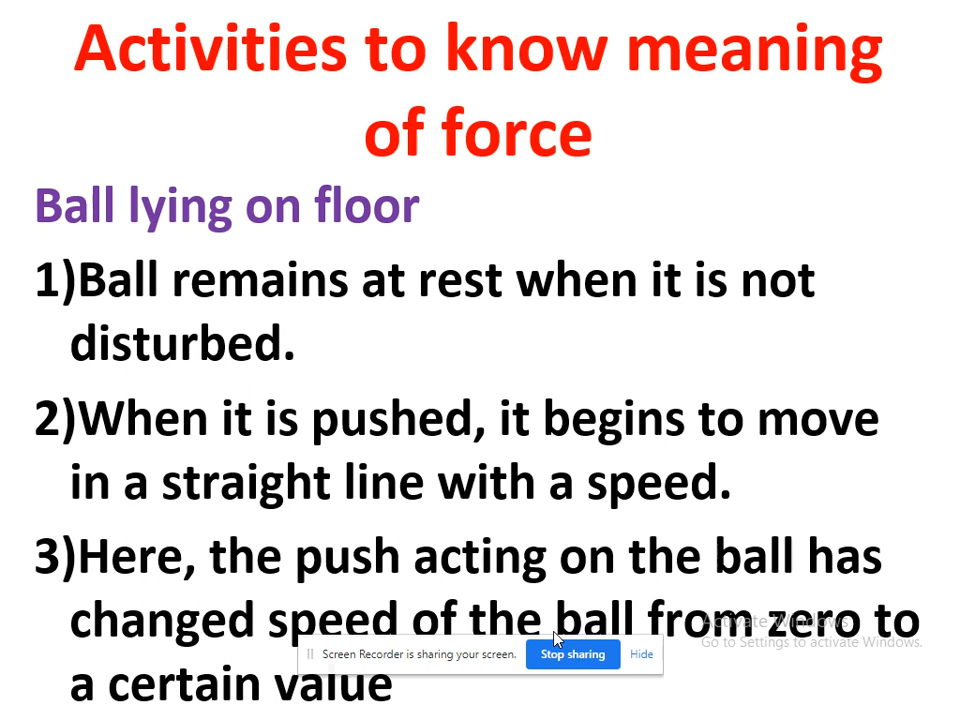 Activities to know meaning
of force
Ball lying on floor
1)Ball remains at rest when it is not
disturbed.
2)When it is pushed, it begins to move
in a straight line with a speed.
3)Here, the push acting on the ball has
changed speed of the ball from zero to
a certain value
Activate Windows
Go to Settings to activate Windows.
Screen Recorder is sharing your screen. Stop sharing Hide